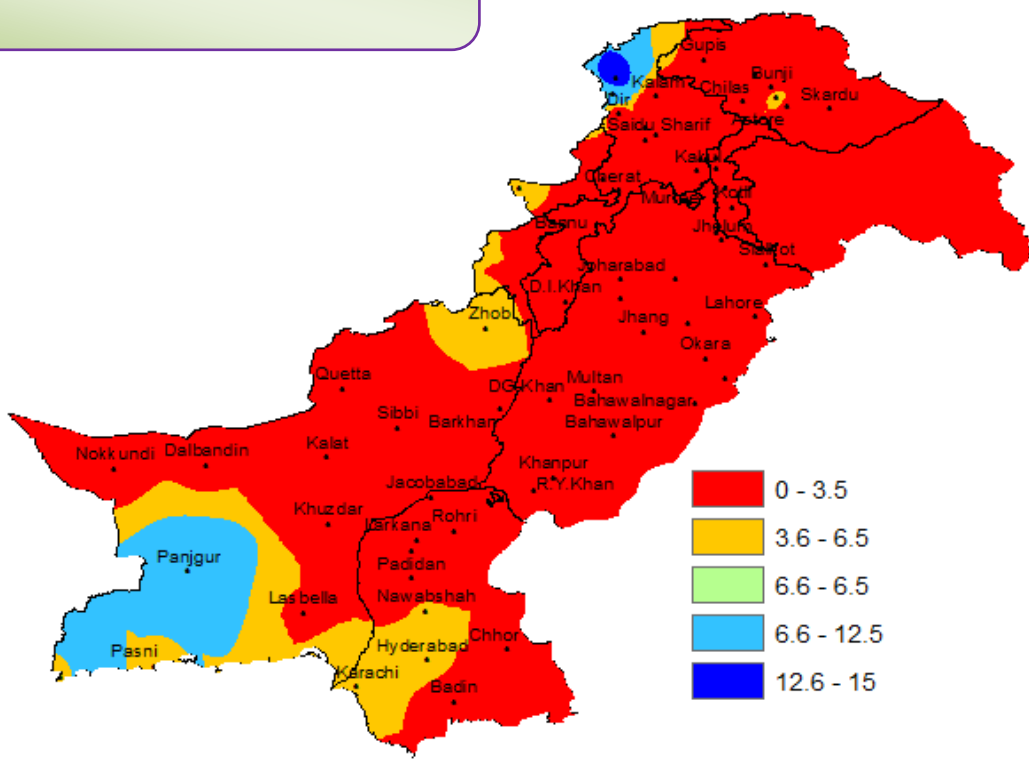 Gupis
Bunji
Kalam
Chilas
Skardu
Dir
Astore
Saidu Sharif
Kakul
Cherat
Kotli
Jhelum
Bannu
Sialkot
Joharabad
D.I.Khan
Lahore
Zhob
Jhang
Okara
Quetta
DG Khan
Multan
Bahawalnagar
Sibbi
Barkhan
Bahawalpur
Kalat
Nokkundi
Dalbandin
Khanpur
Jacobabad
R.Y.Khan
0 - 3.5
Khuzdar
Rohri
Larkana
3.6 - 6.5
Panjgur
Padidan
6.6 - 6.5
Lasbella
Nawabshah
6.6 - 12.5
Chhor
Pasni
Hyderabad
Karachi
12.6 - 15
Badin